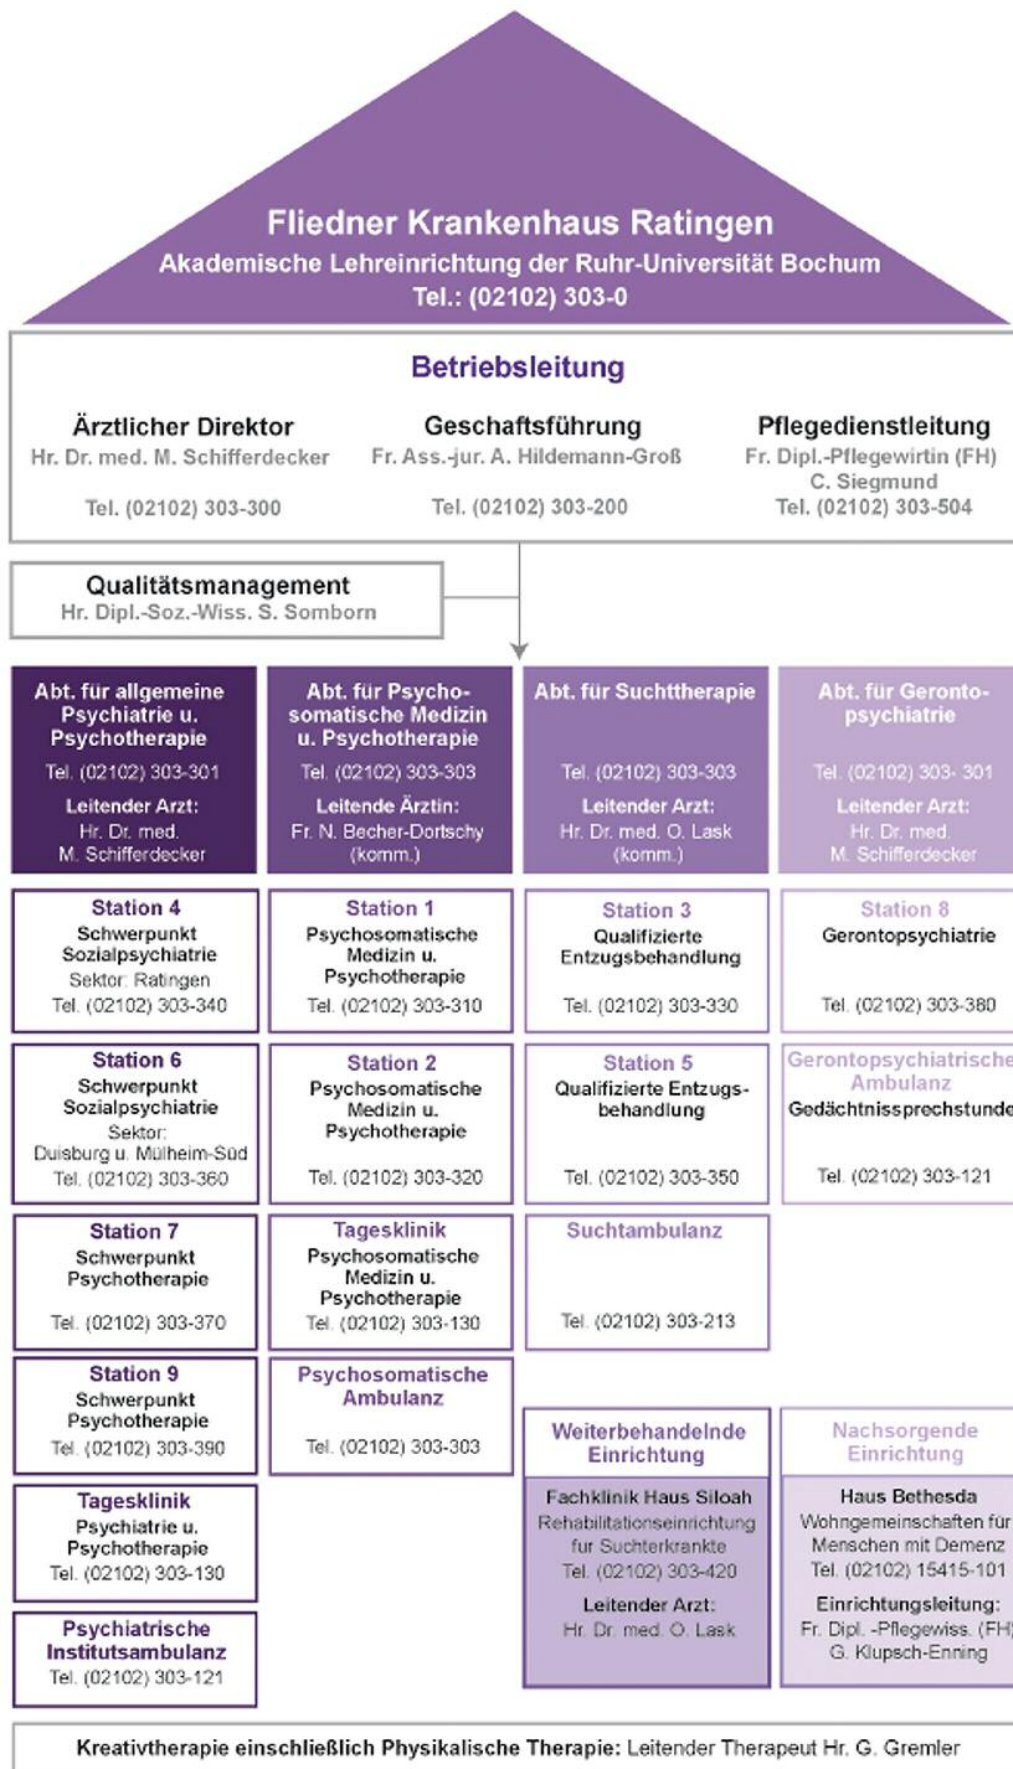 Fliedner Krankenhaus Ratingen
Akademische Lehreinrichtung der Ruhr-Universität Bochum
Tel.: (02102) 303-0
Betriebsleitung
Ärztlicher Direktor
Hr. Dr. med. M. Schifferdecker
Tel. (02102) 303-300
Geschaftsführung
Fr. Ass.-jur. A. Hildemann-Groß
Tel. (02102) 303-200
Pflegedienstleitung
Fr. Dipl.-Pflegewirtin (FH)
C. Siegmund
Tel. (02102) 303-504
Qualitätsmanagement
Hr. Dipl.-Soz.-Wiss. S. Somborn
Abt. für allgemeine
Psychiatrie u.
Psychotherapie
Tel. (02102) 303-301
Leitender Arzt:
Hr. Dr. med.
M. Schifferdecker
Station 4
Schwerpunkt
Sozialpsychiatrie
Sektor: Ratingen
Tel. (02102) 303-340
Station 6
Schwerpunkt
Sozialpsychiatrie
Sektor:
Duisburg u. Mülheim-Süd
Tel. (02102) 303-360
Station 7
Schwerpunkt
Psychotherapie
Tel. (02102) 303-370
Station 9
Schwerpunkt
Psychotherapie
Tel. (02102) 303-390
Tagesklinik
Psychiatrie u.
Psychotherapie
Tel. (02102) 303-130
Psychiatrische
Institutsambulanz
Tel. (02102) 303-121
Abt. für Psycho-
somatische Medizin
u. Psychotherapie
Tel. (02102) 303-303
Leitende Ärztin:
Fr. N. Becher-Dortschy
(komm.)
Station 1
Psychosomatische
Medizin u.
Psychotherapie
Tel. (02102) 303-310
Station 2
Psychosomatische
Medizin u.
Psychotherapie
Tel. (02102) 303-320
Tagesklinik
Psychosomatische
Medizin u.
Psychotherapie
Tel. (02102) 303-130
Psychosomatische
Ambulanz
Tel. (02102) 303-303
Abt. für Suchttherapie
Tel. (02102) 303-303
Leitender Arzt:
Hr. Dr. med. O. Lask
(komm.)
Station 3
Qualifizierte
Entzugsbehandlung
Tel. (02102) 303-330
Station 5
Qualifizierte Entzugs-
behandlung
Tel. (02102) 303-350
Suchtambulanz
Tel. (02102) 303-213
Weiterbehandelnde
Einrichtung
Fachklinik Haus Siloah
Rehabilitationseinrichtung
fur Suchterkrankte
Tel. (02102) 303-420
Leitender Arzt:
Hr. Dr. med. O. Lask
Abt. für Geronto-
psychiatrie
Tel. (02102) 303- 301
Leitender Arzt:
Hr. Dr. med.
M. Schifferdecker
Station 8
Gerontopsychiatrie
Tel. (02102) 303-380
Gerontopsychiatrische
Ambulanz
Gedächtnissprechstunde
Tel. (02102) 303-121
Nachsorgende
Einrichtung
Haus Bethesda
Wohngemeinschaften für
Menschen mit Demenz
Tel. (02102) 15415-101
Einrichtungsleitung:
Fr. Dipl. -Pflegewiss. (FH)
G. Klupsch-Enning
Kreativtherapie einschließlich Physikalische Therapie: Leitender Therapeut Hr. G. Gremler